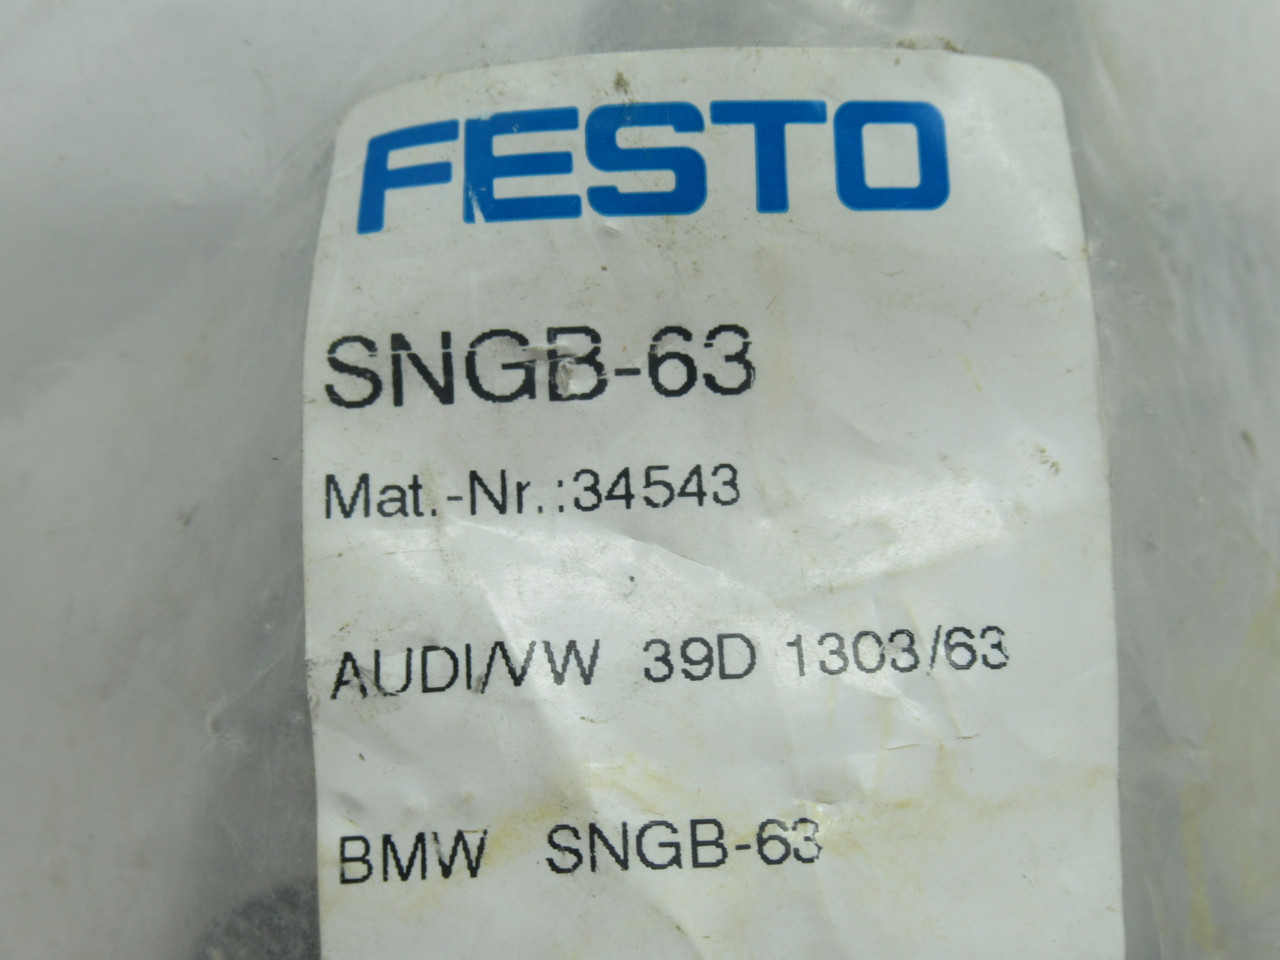 FESTO
SNGB-63
Mat.-Nr.:34543
AUDI/VW 39D 1303/63
BMW SNGB-63